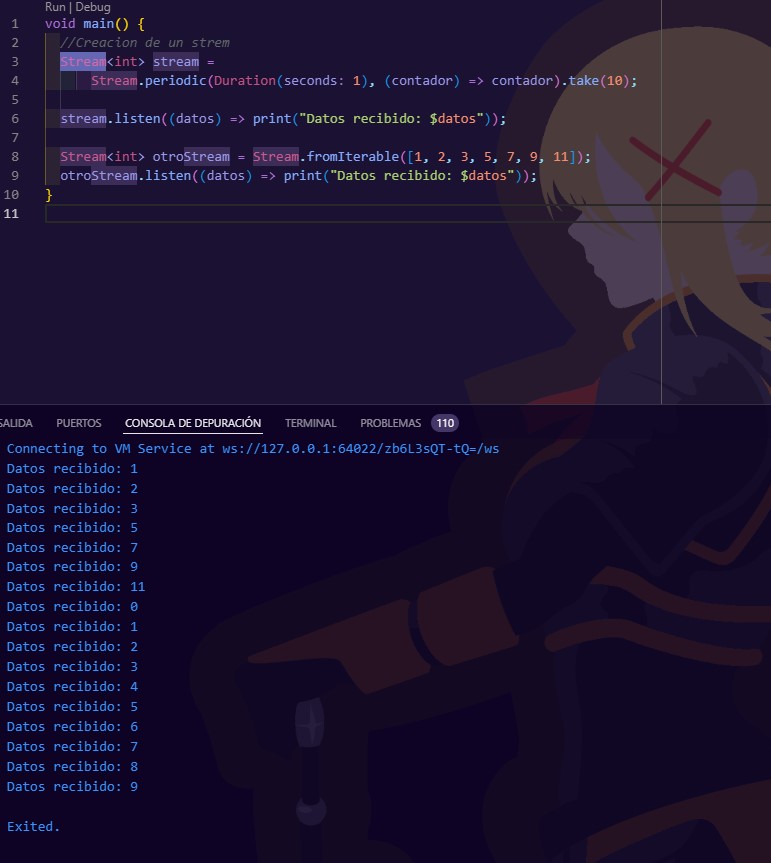 Run | Debug
1 void main() {
2 //Creacion de un strem
3 Stream<int> stream =
4 Stream.periodic(Duration(seconds: 1), (contador) => contador).take(10);
5
6 stream.listen((datos) => print("Datos recibido: $datos"));
7
8 Stream<int> otroStream = Stream.fromIterable([1, 2, 3, 5, 7, 9, 11]);
9 otroStream.listen((datos) => print("Datos recibido: $datos"));
10 }
11
SALIDA PUERTOS CONSOLA DE DEPURACIÓN TERMINAL PROBLEMAS 110
Connecting to VM Service at ws://127.0.0.1:64022/zb6L3sQT-tQ=/ws
Datos recibido: 1
Datos recibido: 2
Datos recibido: 3
Datos recibido: 5
Datos recibido: 7
Datos recibido: 9
Datos recibido: 11
Datos recibido: 0
Datos recibido: 1
Datos recibido: 2
Datos recibido: 3
Datos recibido: 4
Datos recibido: 5
Datos recibido: 6
Datos recibido: 7
Datos recibido: 8
Datos recibido: 9
Exited.